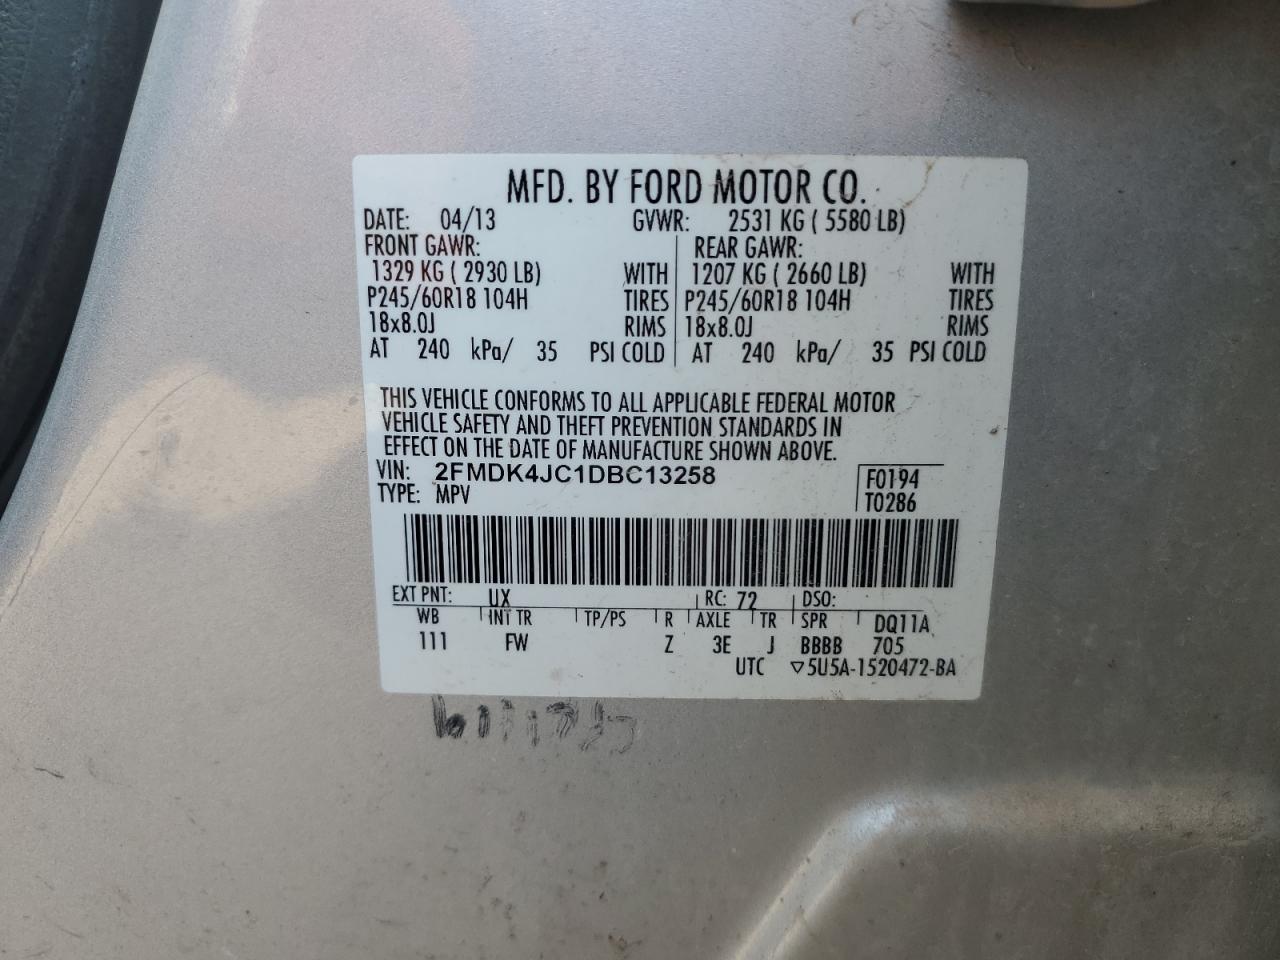 MFD. BY FORD MOTOR CO.
DATE: 04/13 GVWR: 2531 KG ( 5580 LB)
FRONT GAWR: REAR GAWR:
1329 KG ( 2930 LB) WITH 1207 KG ( 2660 LB) WITH
P245/60R18 104H TIRES P245/60R18 104H TIRES
18x8.0J RIMS 18x8.0J RIMS
AT 240 kPa/ 35 PSI COLD AT 240 kPa/ 35 PSI COLD
THIS VEHICLE CONFORMS TO ALL APPLICABLE FEDERAL MOTOR
VEHICLE SAFETY AND THEFT PREVENTION STANDARDS IN
EFFECT ON THE DATE OF MANUFACTURE SHOWN ABOVE.
VIN: 2FMDK4JC1DBC13258 F0194
TYPE: MPV T0286
EXT PNT: UX RC: 72 DSO:
WB INT TR TP/PS R AXLE TR SPR DQ11A
111 FW Z 3E J BBBB 705
UTC ▽5U5A-1520472-BA